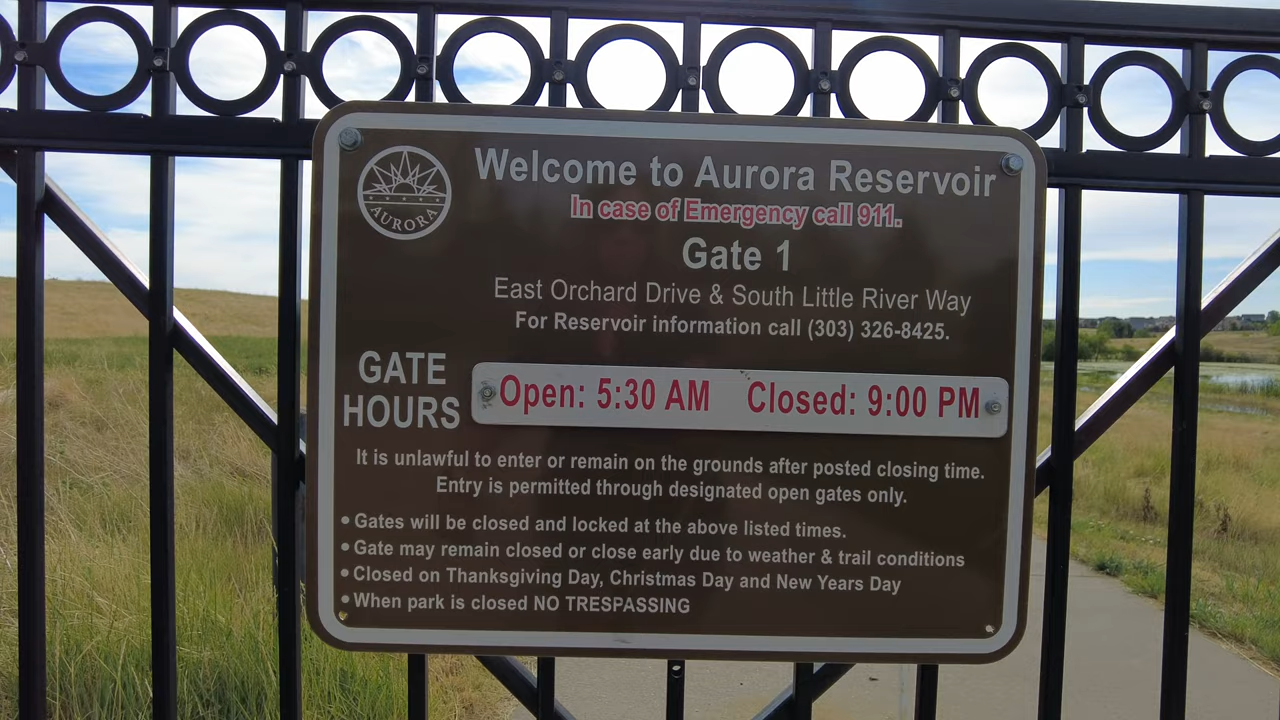 AURORA
Welcome to Aurora Reservoir
In case of Emergency call 911.
Gate 1
East Orchard Drive & South Little River Way
For Reservoir information call (303) 326-8425.
GATE
HOURS
Open: 5:30 AM Closed: 9:00 PM
It is unlawful to enter or remain on the grounds after posted closing time.
Entry is permitted through designated open gates only.
• Gates will be closed and locked at the above listed times.
• Gate may remain closed or close early due to weather & trail conditions
• Closed on Thanksgiving Day, Christmas Day and New Years Day
• When park is closed NO TRESPASSING